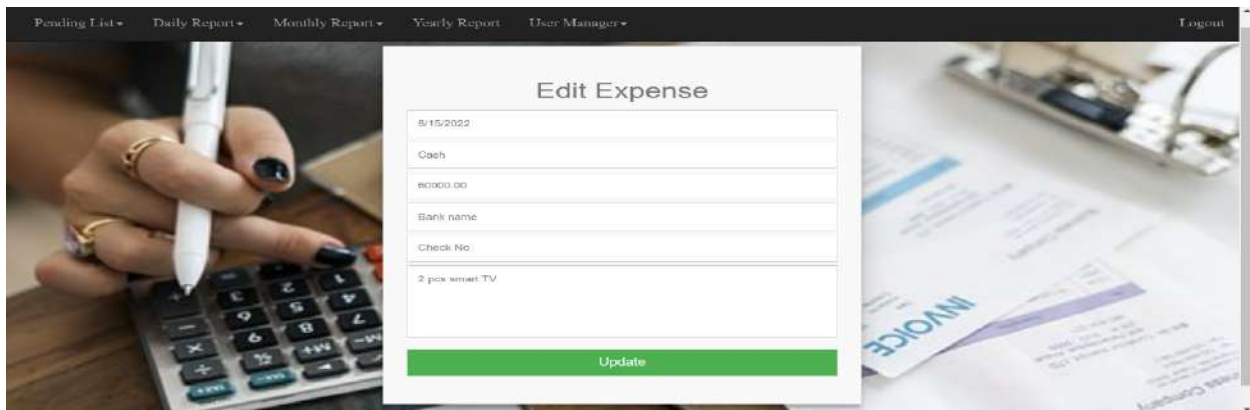 Pending List Daily Report Monthly Report Yearly Report User Manager Logout
Edit Expense
8/15/2022
Cash
60000.00
Bank name
Check No
2 pcs smart TV
Update
INVOICE